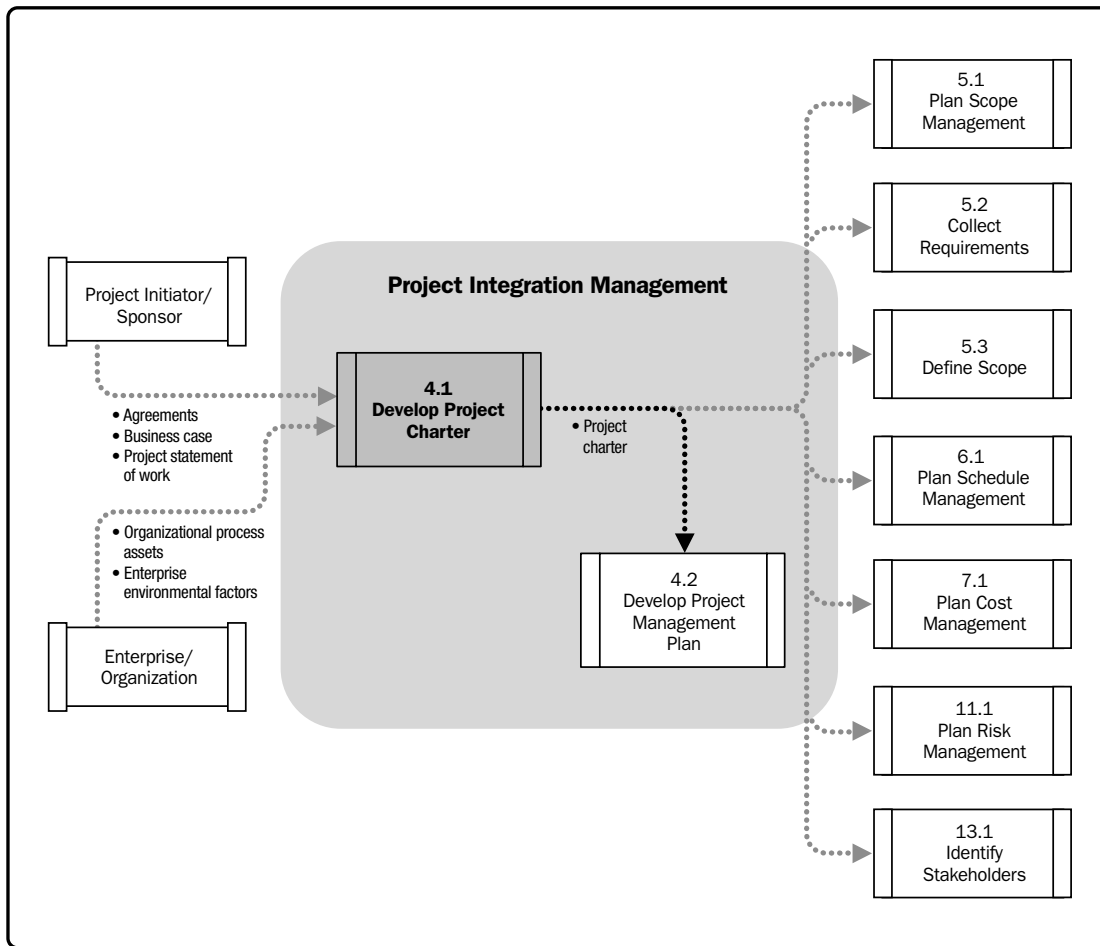 Project Integration Management
Project Initiator/
Sponsor
• Agreements
• Business case
• Project statement
of work
• Organizational process
assets
• Enterprise
environmental factors
Enterprise/
Organization
4.1
Develop Project
Charter
• Project
charter
4.2
Develop Project
Management
Plan
5.1
Plan Scope
Management
5.2
Collect
Requirements
5.3
Define Scope
6.1
Plan Schedule
Management
7.1
Plan Cost
Management
11.1
Plan Risk
Management
13.1
Identify
Stakeholders